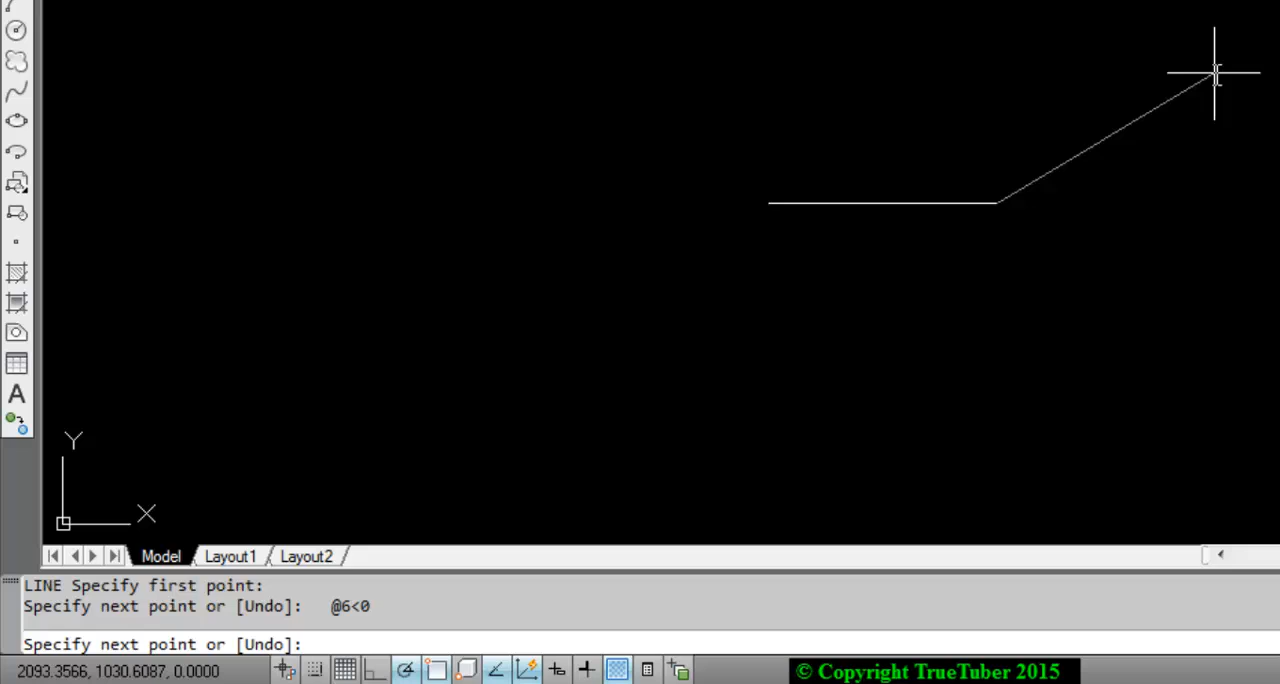 A
Y
X
Model Layout1 Layout2
LINE Specify first point:
Specify next point or [Undo]: @6<0
Specify next point or [Undo]:
2093.3566, 1030.6087, 0.0000
© Copyright TrueTuber 2015